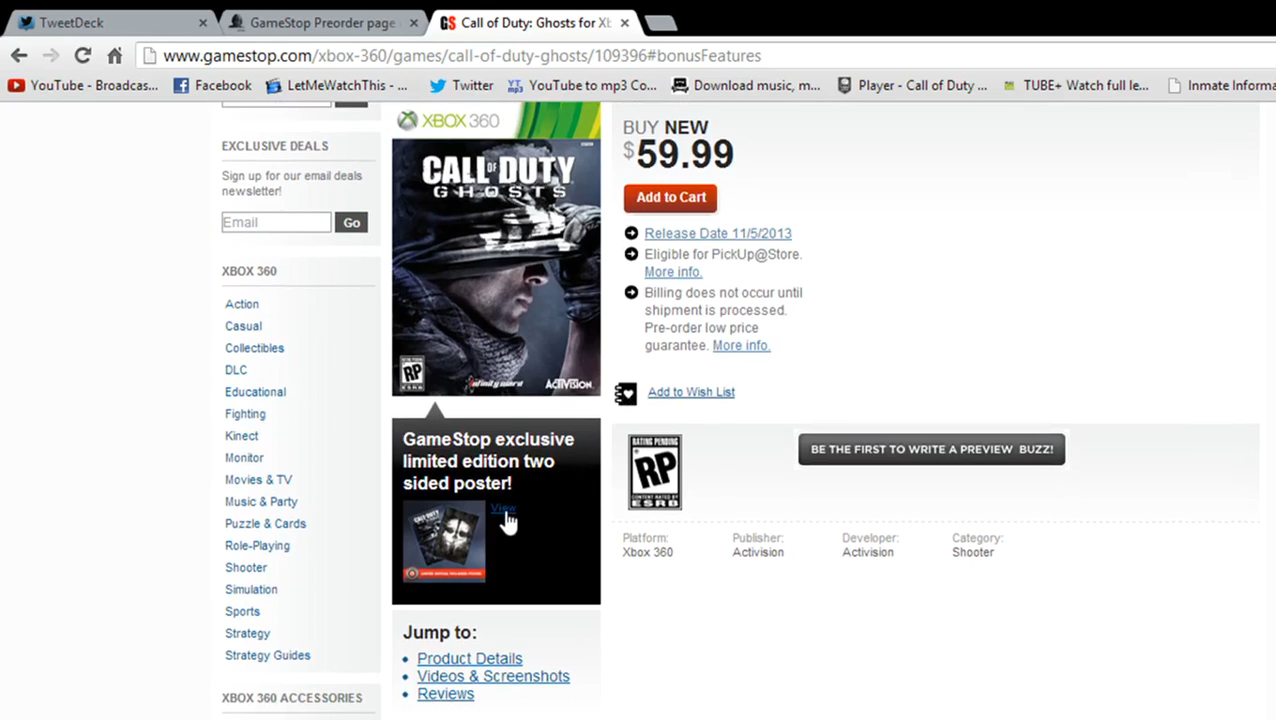 TweetDeck
GameStop Preorder page
GS Call of Duty: Ghosts for Xb
www.gamestop.com/xbox-360/games/call-of-duty-ghosts/109396#bonusFeatures
YouTube - Broadcas...
Facebook
LetMeWatchThis - ...
Twitter
YouTube to mp3 Co...
Download music, m...
Player - Call of Duty ...
TUBE+ Watch full le...
Inmate Informa
EXCLUSIVE DEALS
Sign up for our email deals
newsletter!
Email
Go
XBOX 360
Action
Casual
Collectibles
DLC
Educational
Fighting
Kinect
Monitor
Movies & TV
Music & Party
Puzzle & Cards
Role-Playing
Shooter
Simulation
Sports
Strategy
Strategy Guides
XBOX 360 ACCESSORIES
XBOX 360
CALL OF DUTY
GHOSTS
RP
ESRB
Infinity Ward
ACTIVISION
GameStop exclusive
limited edition two
sided poster!
View
Jump to:
Product Details
Videos & Screenshots
Reviews
BUY NEW
$59.99
Add to Cart
Release Date 11/5/2013
Eligible for PickUp@Store.
More info.
Billing does not occur until
shipment is processed.
Pre-order low price
guarantee. More info.
Add to Wish List
RATING PENDING
RP
CONTENT RATED BY
ESRB
BE THE FIRST TO WRITE A PREVIEW BUZZ!
Platform:
Xbox 360
Publisher:
Activision
Developer:
Activision
Category:
Shooter